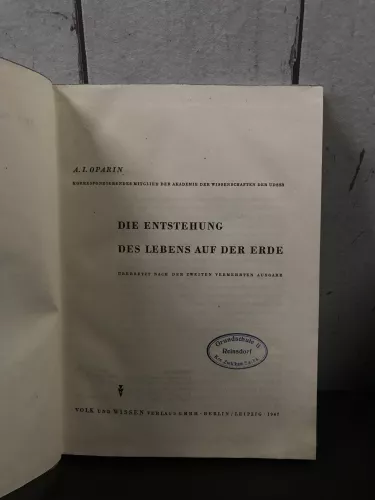 A. I. OPARIN
KORRESPONDIERENDES MITGLIED DER AKADEMIE DER WISSENSCHAFTEN DER UDSSR
DIE ENTSTEHUNG
DES LEBENS AUF DER ERDE
ÜBERSETZT NACH DER ZWEITEN VERMEHRTEN AUSGABE
Grundschule II
Reinsdorf
VOLK UND WISSEN VERLAGS GMBH · BERLIN/LEIPZIG